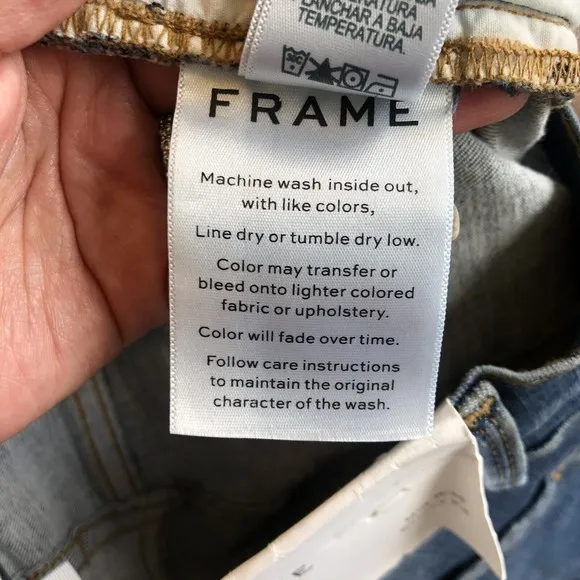 LANCHAR A BAJA
TEMPERATURA.
FRAME
Machine wash inside out,
with like colors,
Line dry or tumble dry low.
Color may transfer or
bleed onto lighter colored
fabric or upholstery.
Color will fade over time.
Follow care instructions
to maintain the original
character of the wash.